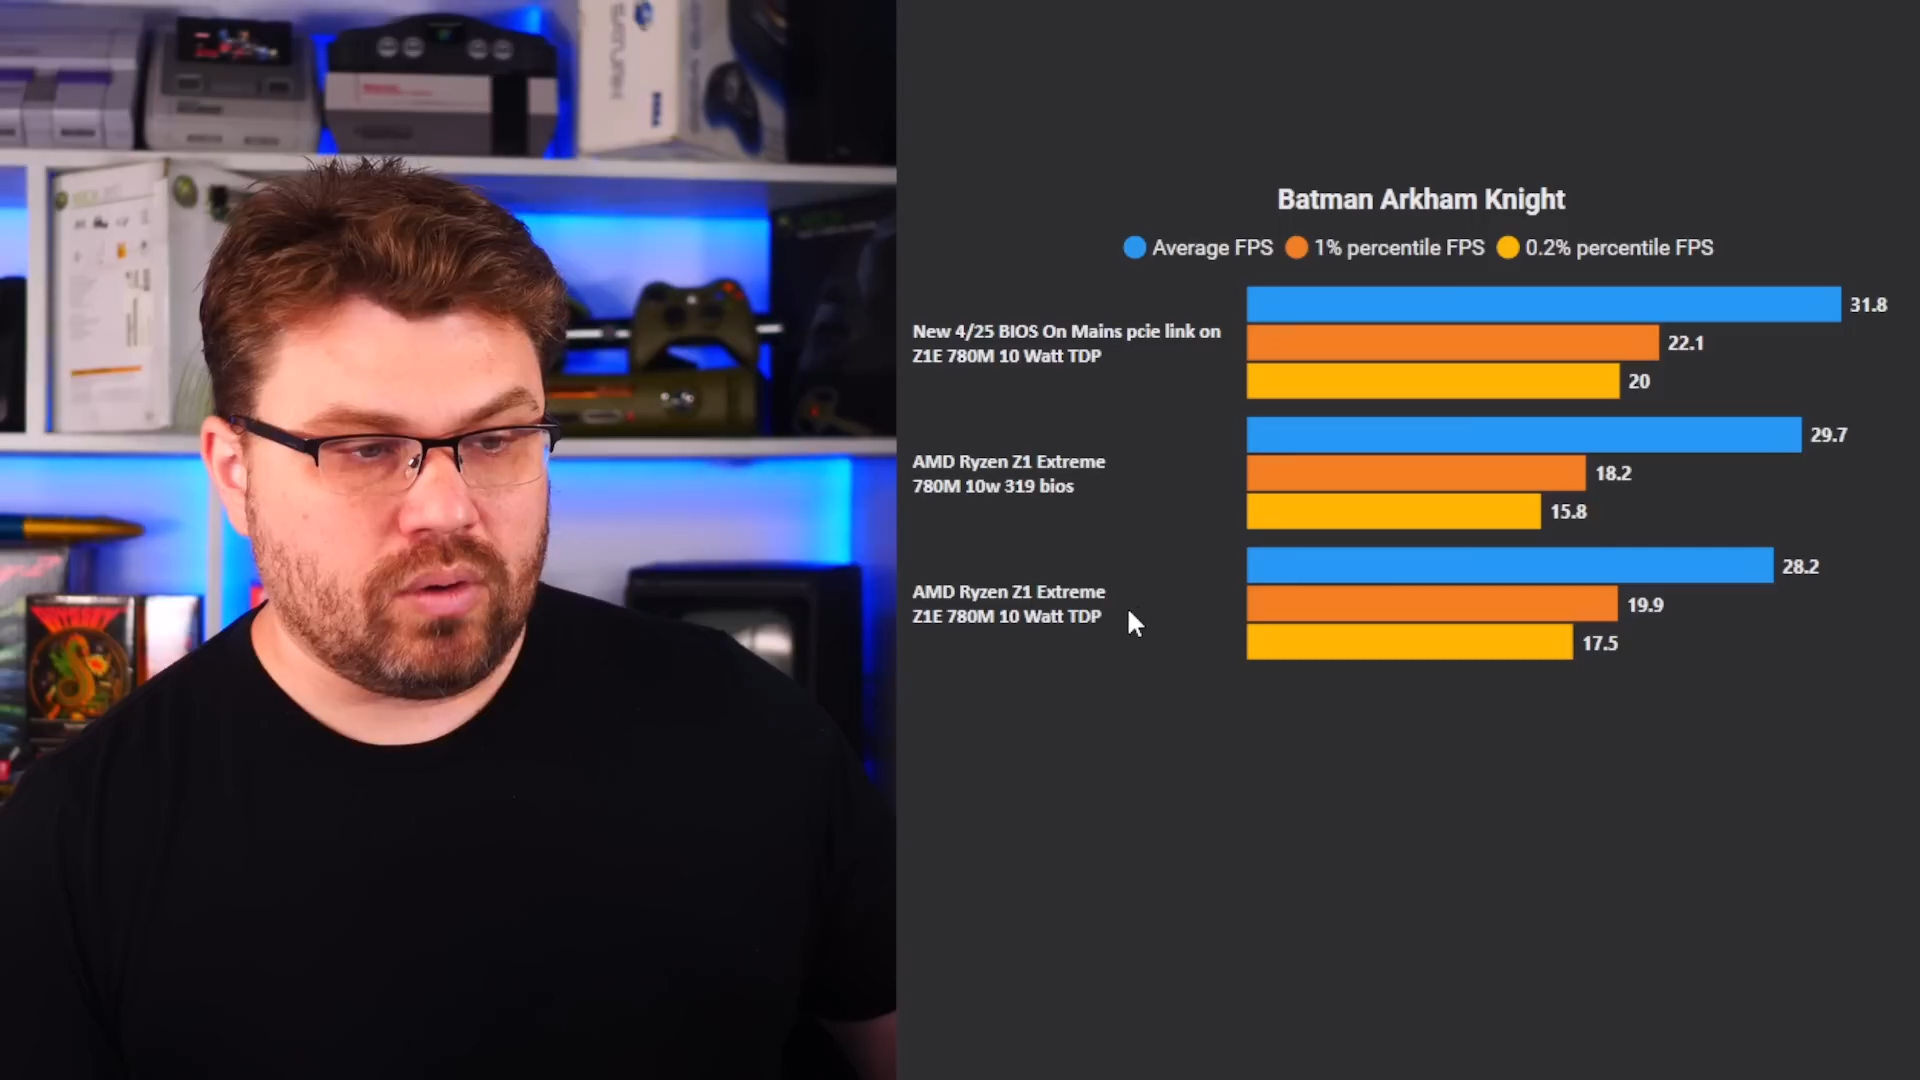 Batman Arkham Knight
Average FPS 1% percentile FPS 0.2% percentile FPS
New 4/25 BIOS On Mains pcie link on
Z1E 780M 10 Watt TDP
31.8
22.1
20
AMD Ryzen Z1 Extreme
780M 10w 319 bios
29.7
18.2
15.8
AMD Ryzen Z1 Extreme
Z1E 780M 10 Watt TDP
28.2
19.9
17.5